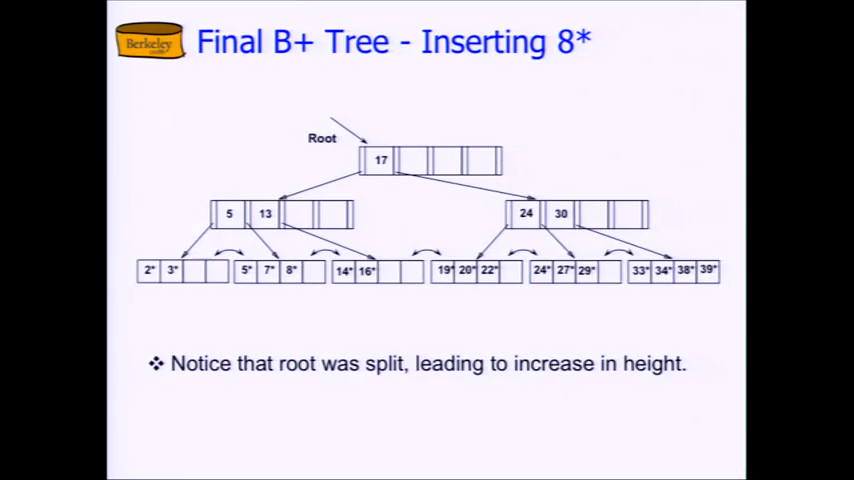 Berkeley
Final B+ Tree - Inserting 8*
Root
17
5 13
24 30
2* 3* 5* 7* 8* 14* 16* 19* 20* 22* 24* 27* 29* 33* 34* 38* 39*
❖ Notice that root was split, leading to increase in height.